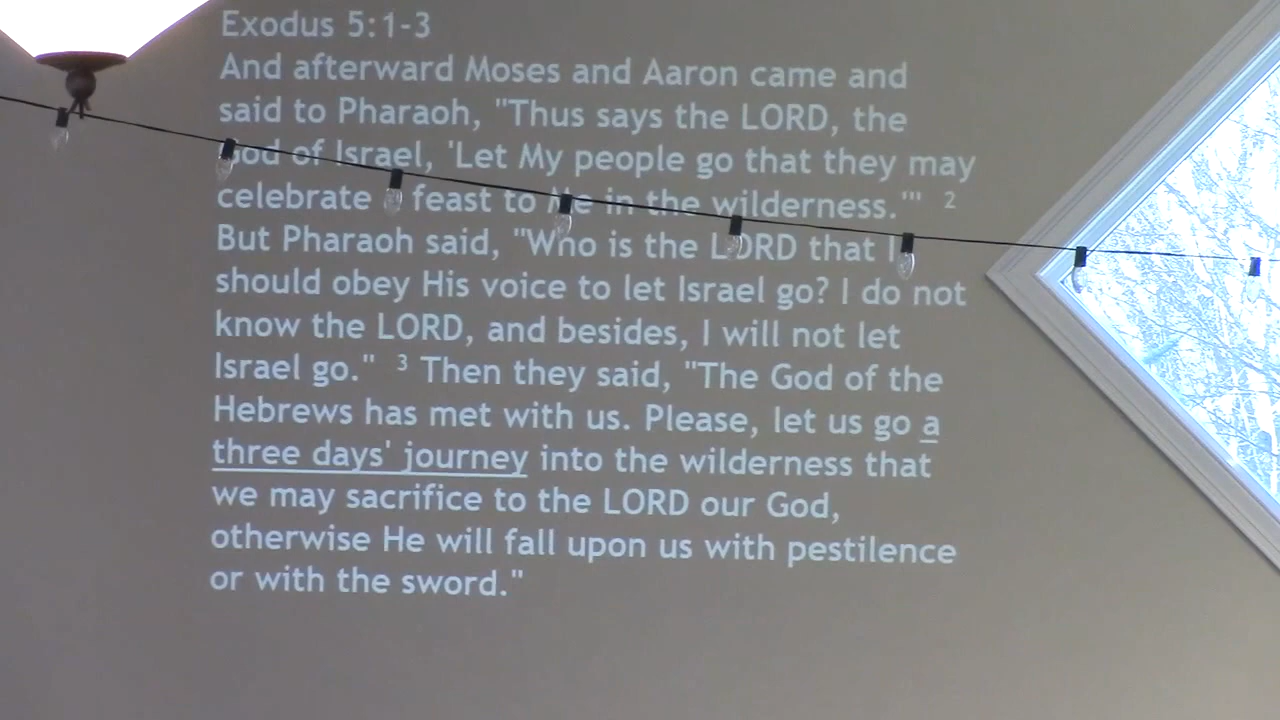 Exodus 5:1-3
And afterward Moses and Aaron came and
said to Pharaoh, "Thus says the LORD, the
God of Israel, 'Let My people go that they may
celebrate a feast to Me in the wilderness.'" 2
But Pharaoh said, "Who is the LORD that I
should obey His voice to let Israel go? I do not
know the LORD, and besides, I will not let
Israel go." 3 Then they said, "The God of the
Hebrews has met with us. Please, let us go a
three days' journey into the wilderness that
we may sacrifice to the LORD our God,
otherwise He will fall upon us with pestilence
or with the sword."